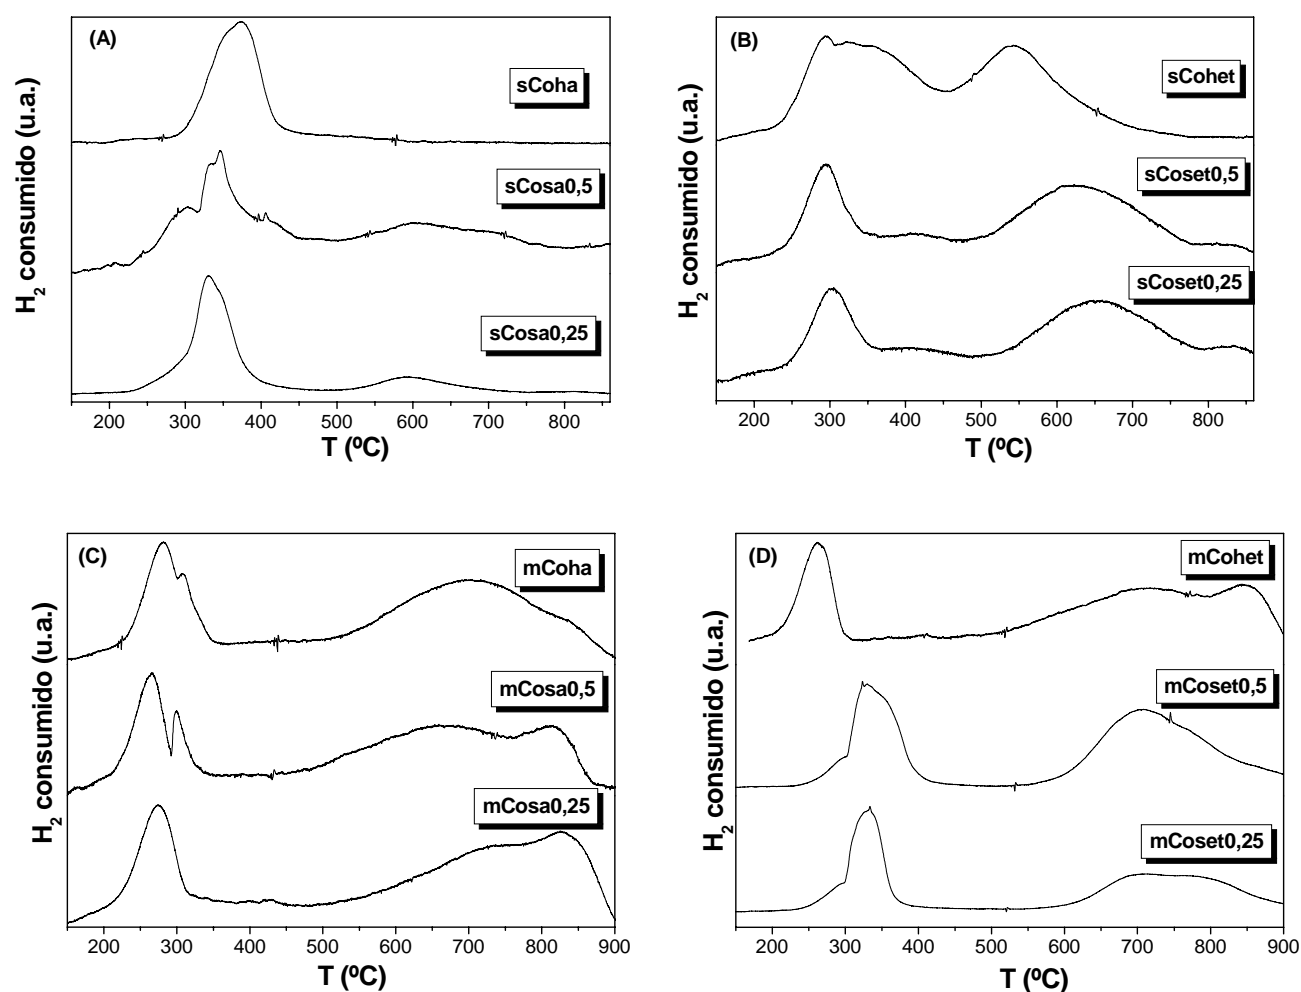 (A)
sCoha
sCosa0,5
sCosa0,25
H2 consumido (u.a.)
200 300 400 500 600 700 800
T (ºC)
(B)
sCohet
sCoset0,5
sCoset0,25
H2 consumido (u.a.)
200 300 400 500 600 700 800
T (ºC)
(C)
mCoha
mCosa0,5
mCosa0,25
H2 consumido (u.a.)
200 300 400 500 600 700 800 900
T (ºC)
(D)
mCohet
mCoset0,5
mCoset0,25
H2 consumido (u.a.)
200 300 400 500 600 700 800 900
T (ºC)